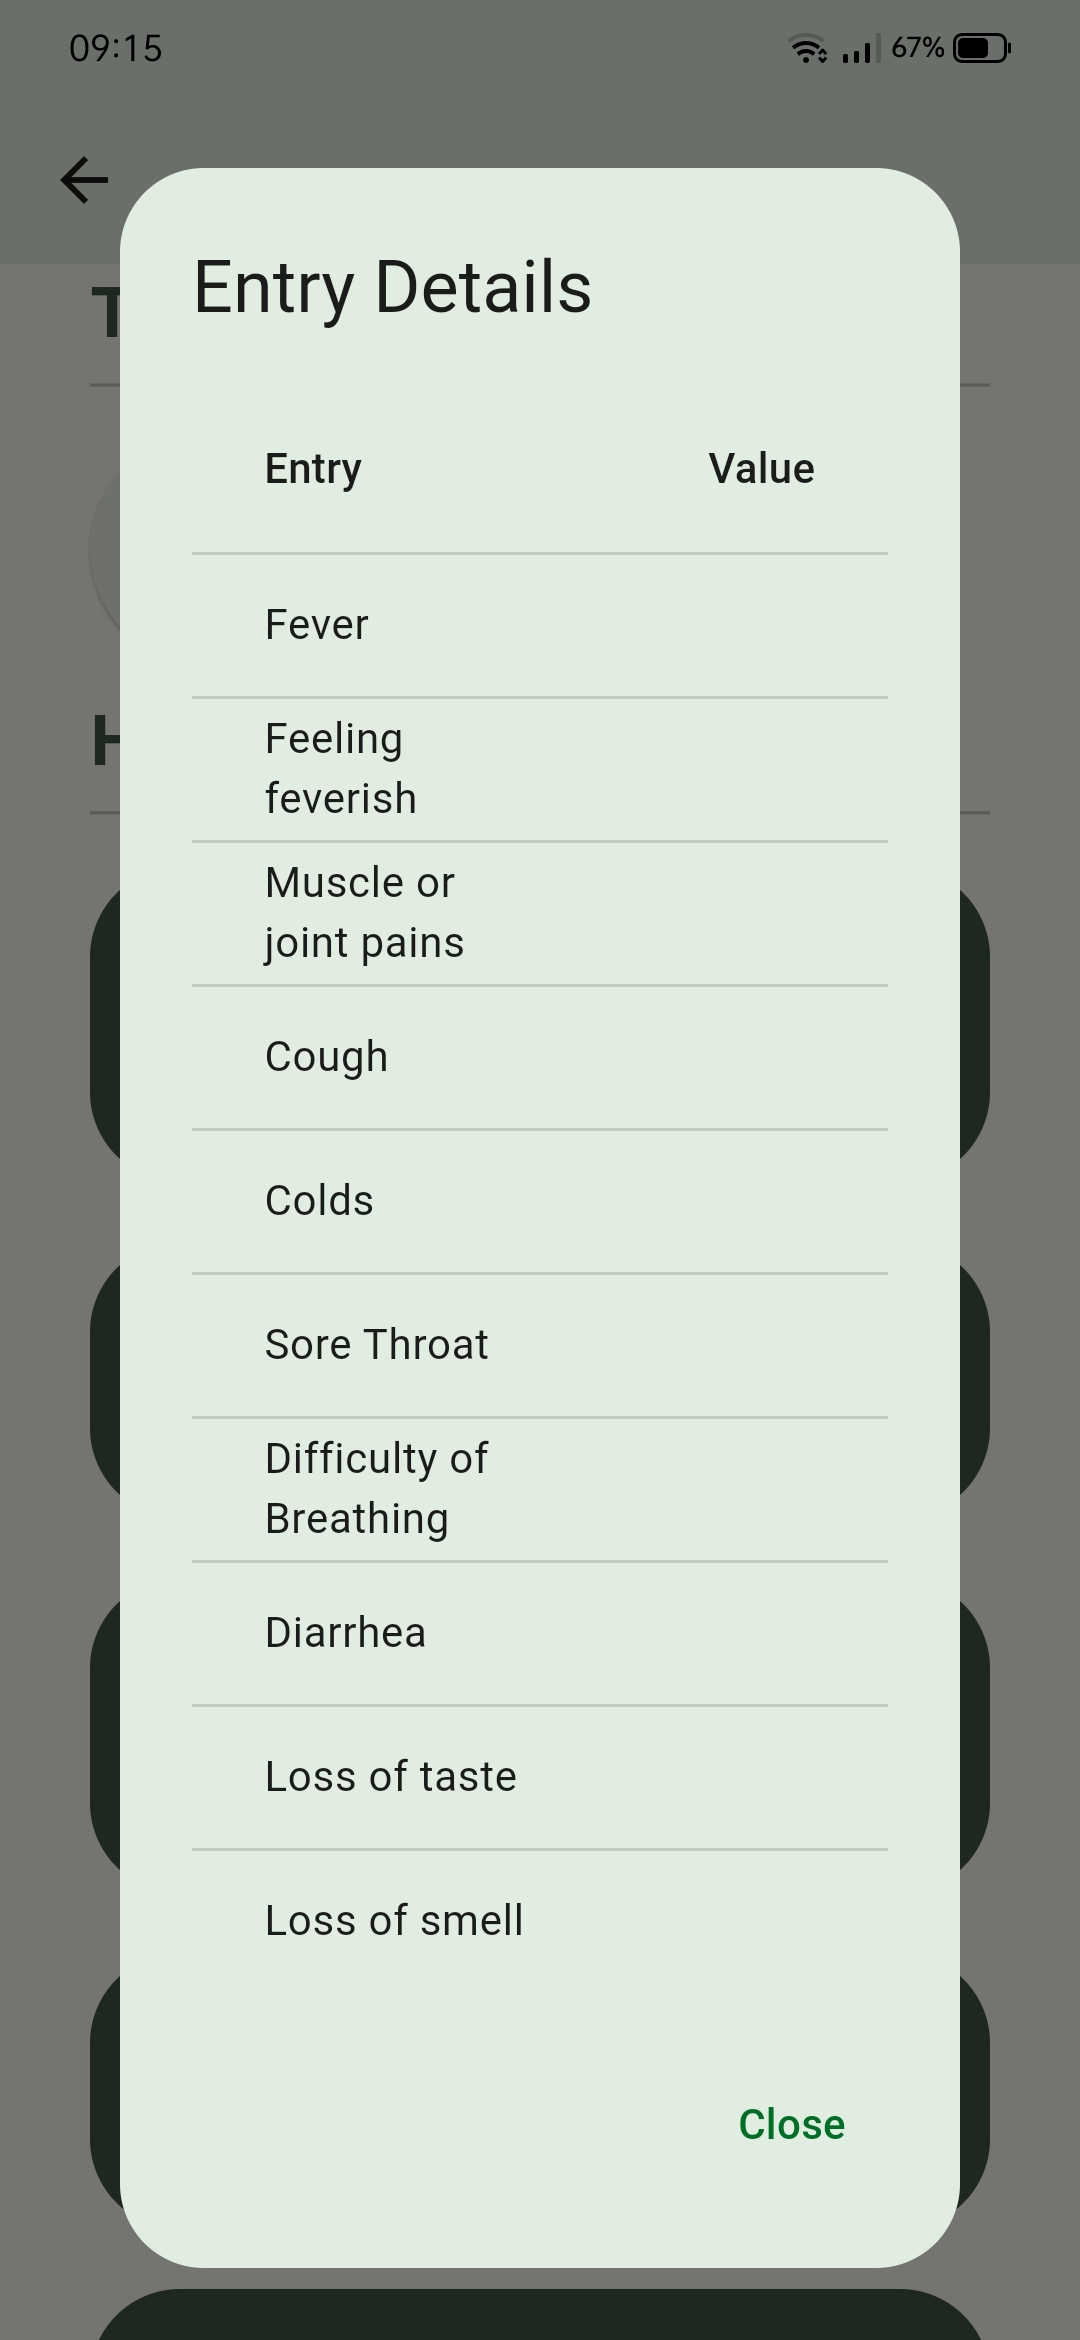 09:15
67%
T
Entry Details
Entry Value
H
Fever
Feeling
feverish
Muscle or
joint pains
Cough
Colds
Sore Throat
Difficulty of
Breathing
Diarrhea
Loss of taste
Loss of smell
Close